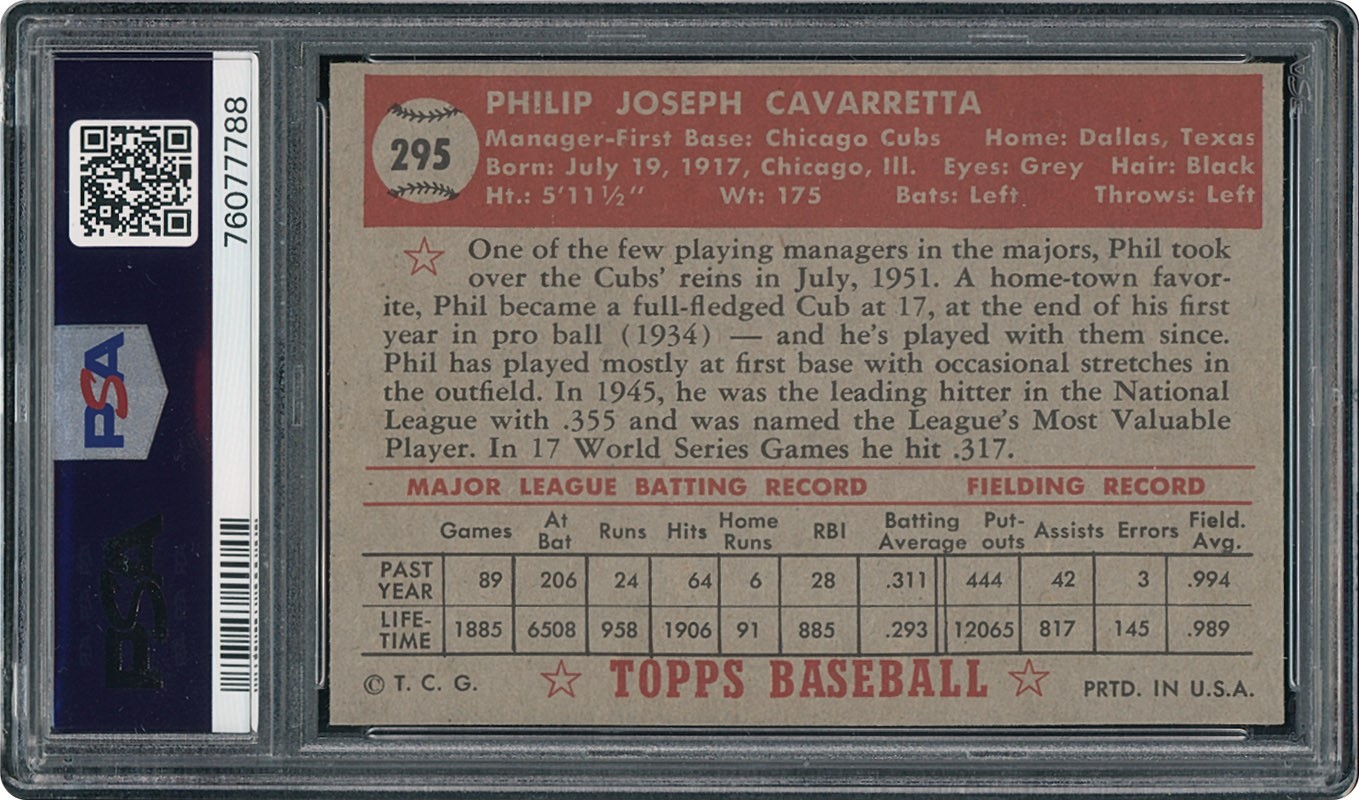 76077788
PSA
PSA
295
PHILIP JOSEPH CAVARRETTA
Manager-First Base: Chicago Cubs Home: Dallas, Texas
Born: July 19, 1917, Chicago, Ill. Eyes: Grey Hair: Black
Ht.: 5'11½" Wt: 175 Bats: Left Throws: Left
One of the few playing managers in the majors, Phil took
over the Cubs' reins in July, 1951. A home-town favor-
ite, Phil became a full-fledged Cub at 17, at the end of his first
year in pro ball (1934) — and he's played with them since.
Phil has played mostly at first base with occasional stretches in
the outfield. In 1945, he was the leading hitter in the National
League with .355 and was named the League's Most Valuable
Player. In 17 World Series Games he hit .317.
MAJOR LEAGUE BATTING RECORD FIELDING RECORD
Games At Bat Runs Hits Home Runs RBI Batting Average Put-outs Assists Errors Field. Avg.
PAST YEAR 89 206 24 64 6 28 .311 444 42 3 .994
LIFE-TIME 1885 6508 958 1906 91 885 .293 12065 817 145 .989
© T. C. G. TOPPS BASEBALL PRTD. IN U.S.A.
PSA